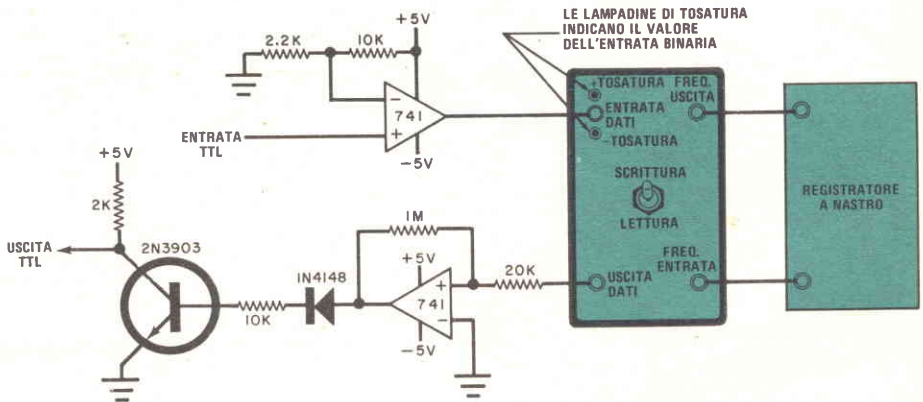 LE LAMPADINE DI TOSATURA
INDICANO IL VALORE
DELL'ENTRATA BINARIA
+5V
2.2K
10K
-
741
+
-5V
ENTRATA
TTL
+TOSATURA
FREQ.
USCITA
ENTRATA
DATI
-TOSATURA
SCRITTURA
LETTURA
REGISTRATORE
A NASTRO
FREQ.
ENTRATA
USCITA
DATI
+5V
2K
USCITA
TTL
2N3903
10K
1N4148
1M
+5V
+
741
-
-5V
20K